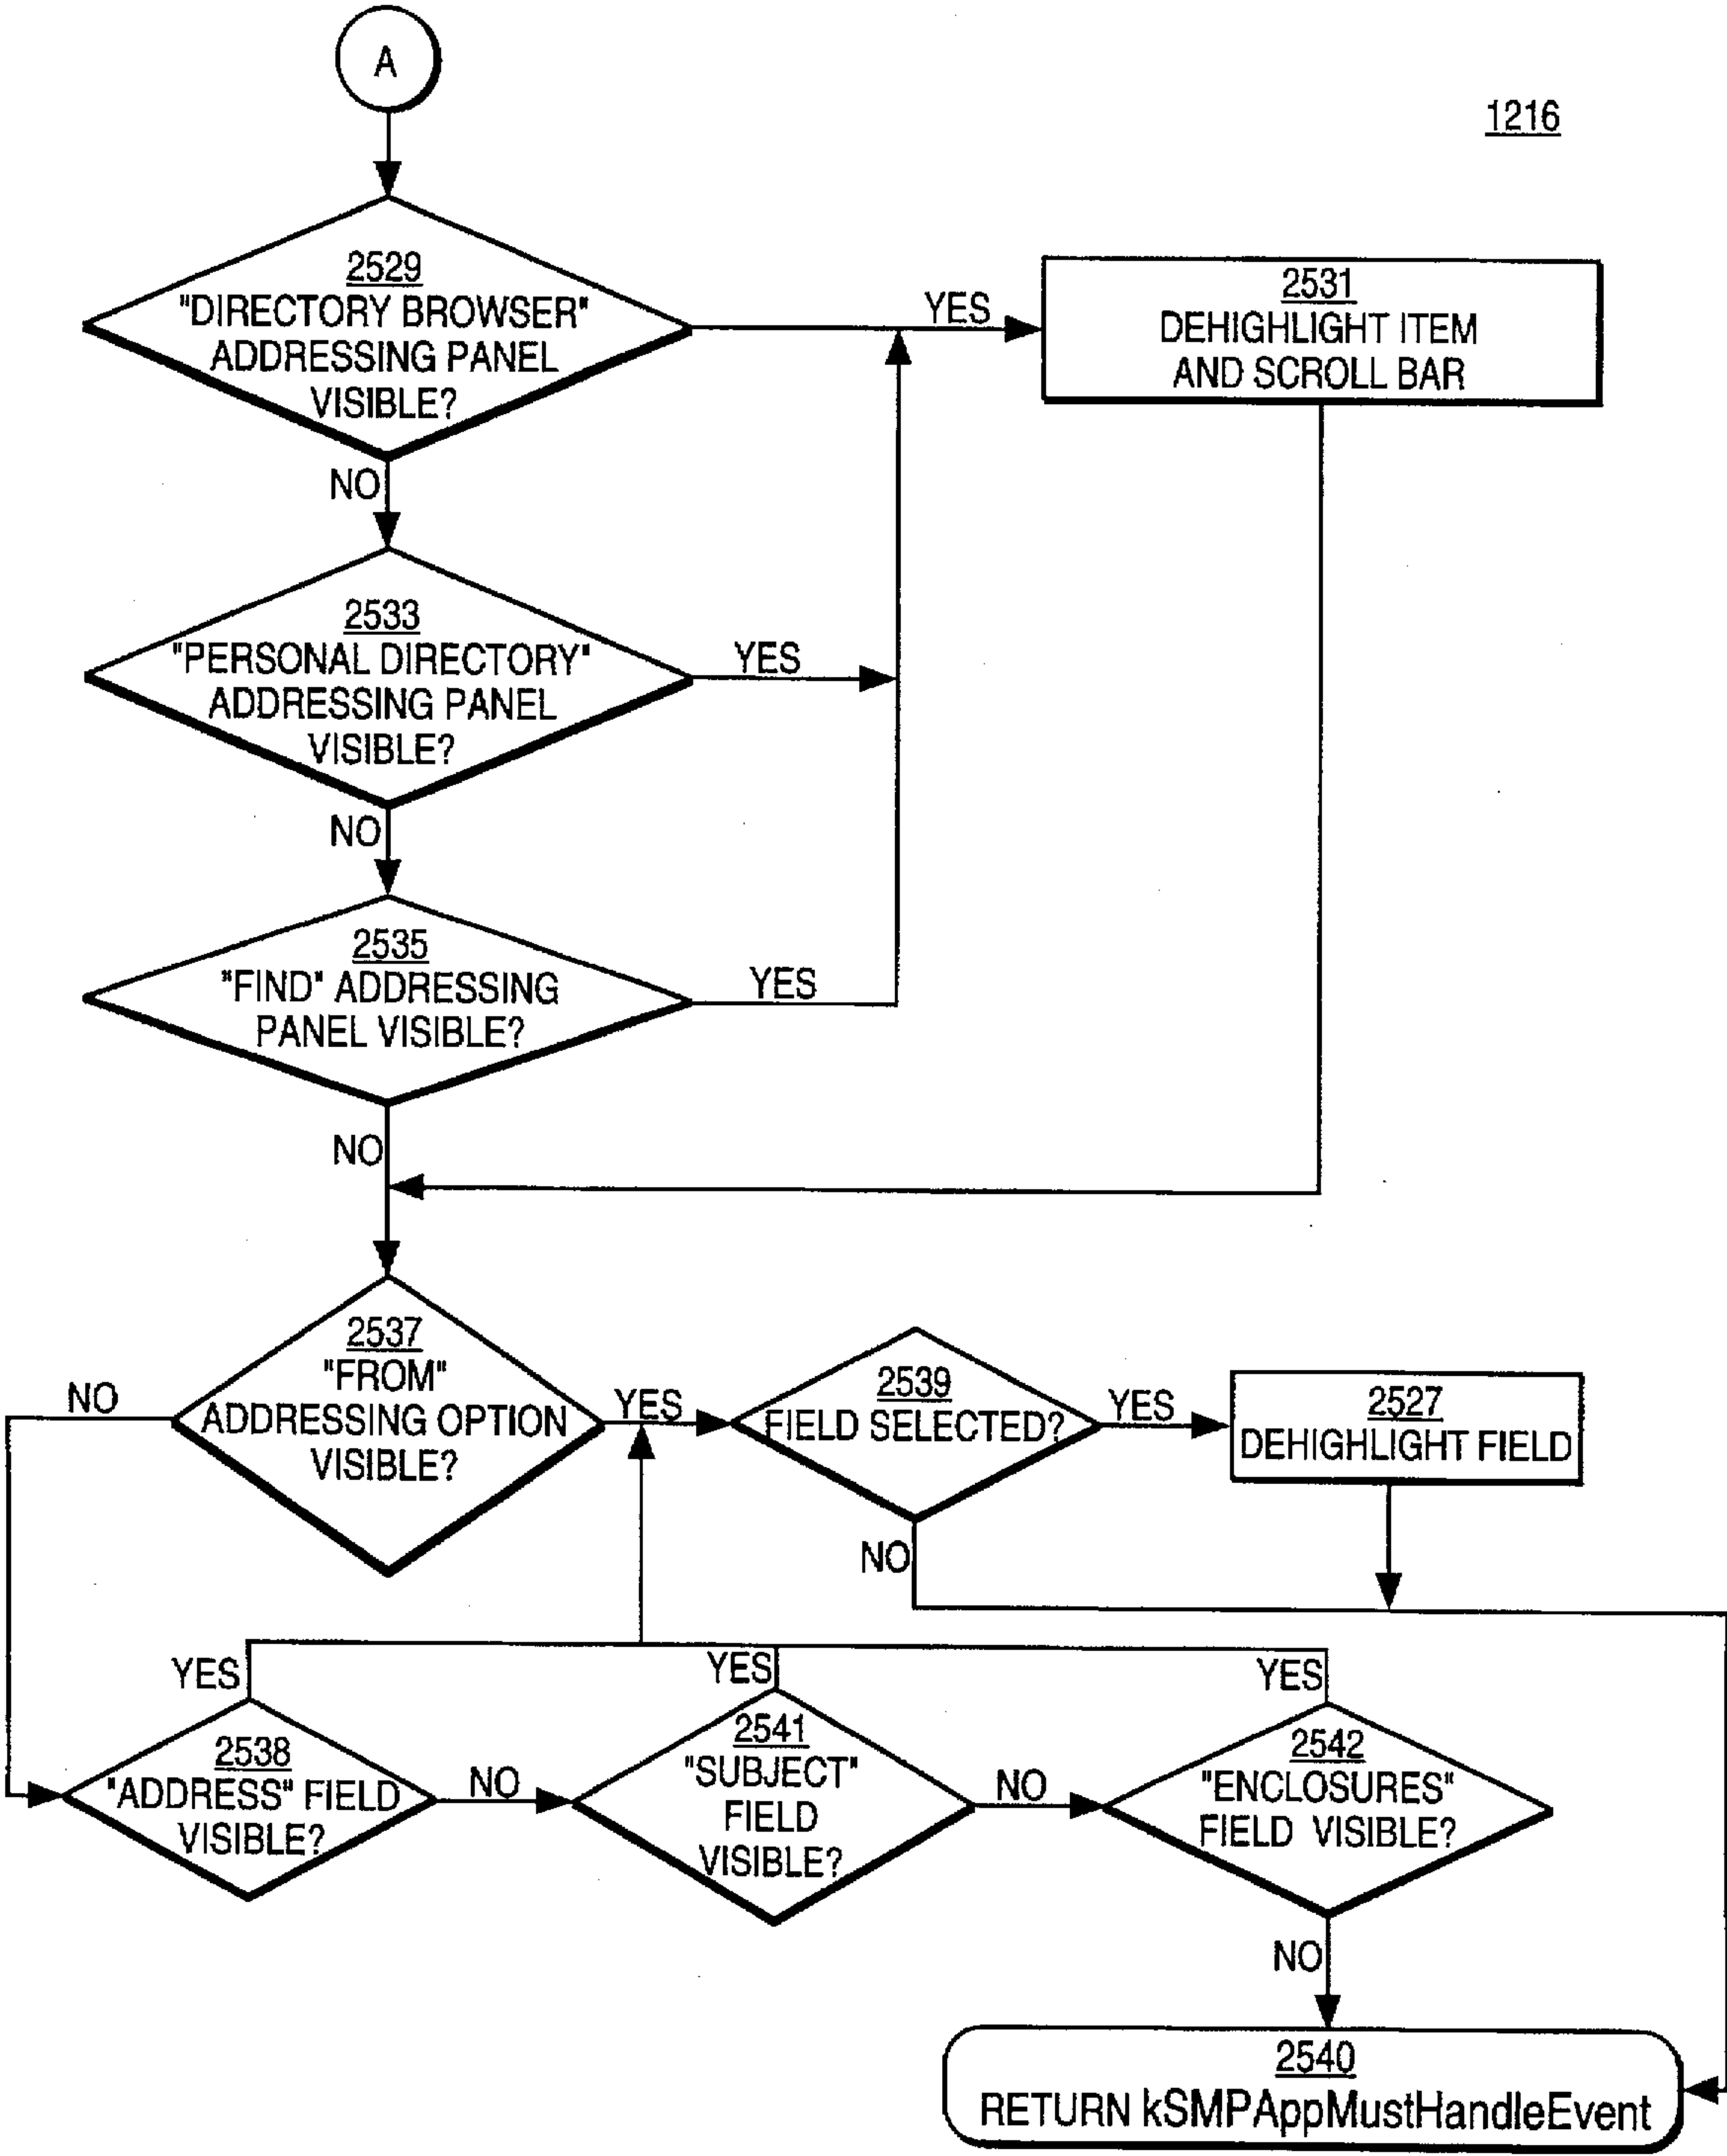 A
1216
2529
"DIRECTORY BROWSER"
ADDRESSING PANEL
VISIBLE?
YES
2531
DEHIGHLIGHT ITEM
AND SCROLL BAR
NO
2533
"PERSONAL DIRECTORY"
ADDRESSING PANEL
VISIBLE?
YES
NO
2535
"FIND" ADDRESSING
PANEL VISIBLE?
YES
NO
2537
"FROM"
ADDRESSING OPTION
VISIBLE?
NO
YES
2539
FIELD SELECTED?
YES
2527
DEHIGHLIGHT FIELD
NO
YES
YES
YES
2538
"ADDRESS" FIELD
VISIBLE?
NO
2541
"SUBJECT"
FIELD
VISIBLE?
NO
2542
"ENCLOSURES"
FIELD VISIBLE?
NO
2540
RETURN kSMPAppMustHandleEvent